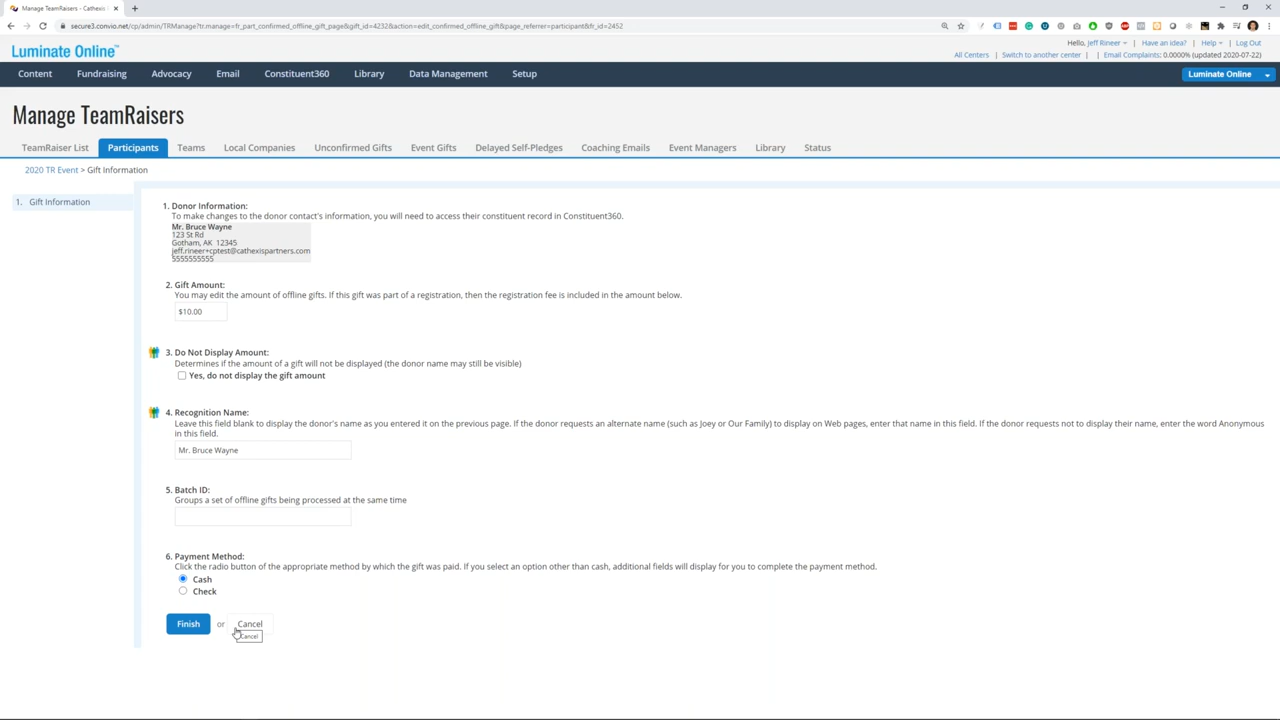 Manage TeamRaisers - Cathexis P
secure3.convio.net/cp/admin/TRManage?tr.manage=fr_part_confirmed_offline_gift_page&gift_id=4232&action=edit_confirmed_offline_gift&page_referrer=participant&fr_id=2452
Hello, Jeff Rineer | Have an idea? | Help | Log Out
Luminate Online™
All Centers | Switch to another center | Email Complaints: 0.0000% (updated 2020-07-22)
Content Fundraising Advocacy Email Constituent360 Library Data Management Setup Luminate Online
Manage TeamRaisers
TeamRaiser List Participants Teams Local Companies Unconfirmed Gifts Event Gifts Delayed Self-Pledges Coaching Emails Event Managers Library Status
2020 TR Event > Gift Information
1. Gift Information
1. Donor Information:
To make changes to the donor contact's information, you will need to access their constituent record in Constituent360.
Mr. Bruce Wayne
123 St Rd
Gotham, AK 12345
jeff.rineer+cptest@cathexispartners.com
5555555555
2. Gift Amount:
You may edit the amount of offline gifts. If this gift was part of a registration, then the registration fee is included in the amount below.
$10.00
3. Do Not Display Amount:
Determines if the amount of a gift will not be displayed (the donor name may still be visible)
Yes, do not display the gift amount
4. Recognition Name:
Leave this field blank to display the donor's name as you entered it on the previous page. If the donor requests an alternate name (such as Joey or Our Family) to display on Web pages, enter that name in this field. If the donor requests not to display their name, enter the word Anonymous
in this field.
Mr. Bruce Wayne
5. Batch ID:
Groups a set of offline gifts being processed at the same time
6. Payment Method:
Click the radio button of the appropriate method by which the gift was paid. If you select an option other than cash, additional fields will display for you to complete the payment method.
Cash
Check
Finish or Cancel
Cancel